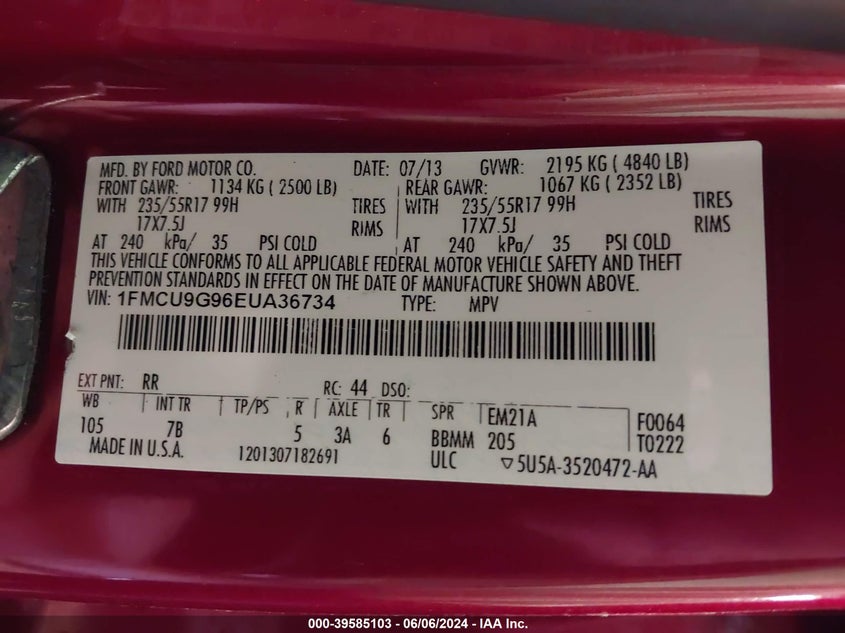 MFD. BY FORD MOTOR CO. DATE: 07/13 GVWR: 2195 KG ( 4840 LB)
FRONT GAWR: 1134 KG ( 2500 LB) REAR GAWR: 1067 KG ( 2352 LB)
WITH 235/55R17 99H TIRES WITH 235/55R17 99H TIRES
17X7.5J RIMS 17X7.5J RIMS
AT 240 kPa/ 35 PSI COLD AT 240 kPa/ 35 PSI COLD
THIS VEHICLE CONFORMS TO ALL APPLICABLE FEDERAL MOTOR VEHICLE SAFETY AND THEFT
PREVENTION STANDARDS IN EFFECT ON THE DATE OF MANUFACTURE SHOWN ABOVE.
VIN: 1FMCU9G96EUA36734 TYPE: MPV
EXT PNT: RR RC: 44 DSO:
WB INT TR TP/PS R AXLE TR SPR EM21A F0064
105 7B 5 3A 6 BBMM 205 T0222
MADE IN U.S.A. 1201307182691 ULC ▽5U5A-3520472-AA
000-39585103 - 06/06/2024 - IAA Inc.